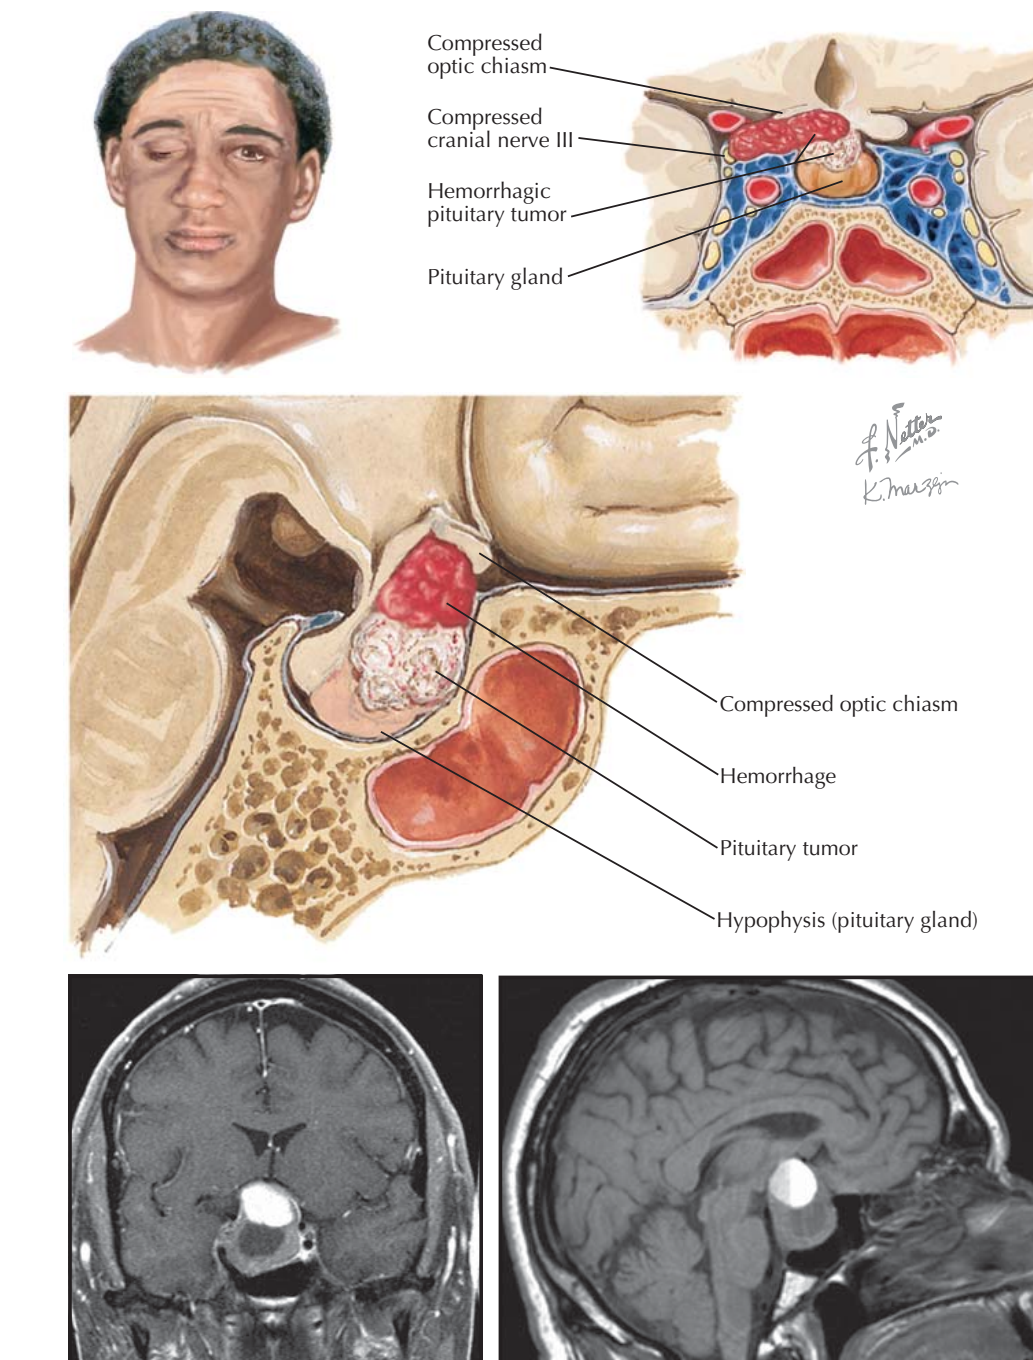 Compressed
optic chiasm
Compressed
cranial nerve III
Hemorrhagic
pituitary tumor
Pituitary gland
F. Netter
M.D.
K. Marzejon
Compressed optic chiasm
Hemorrhage
Pituitary tumor
Hypophysis (pituitary gland)